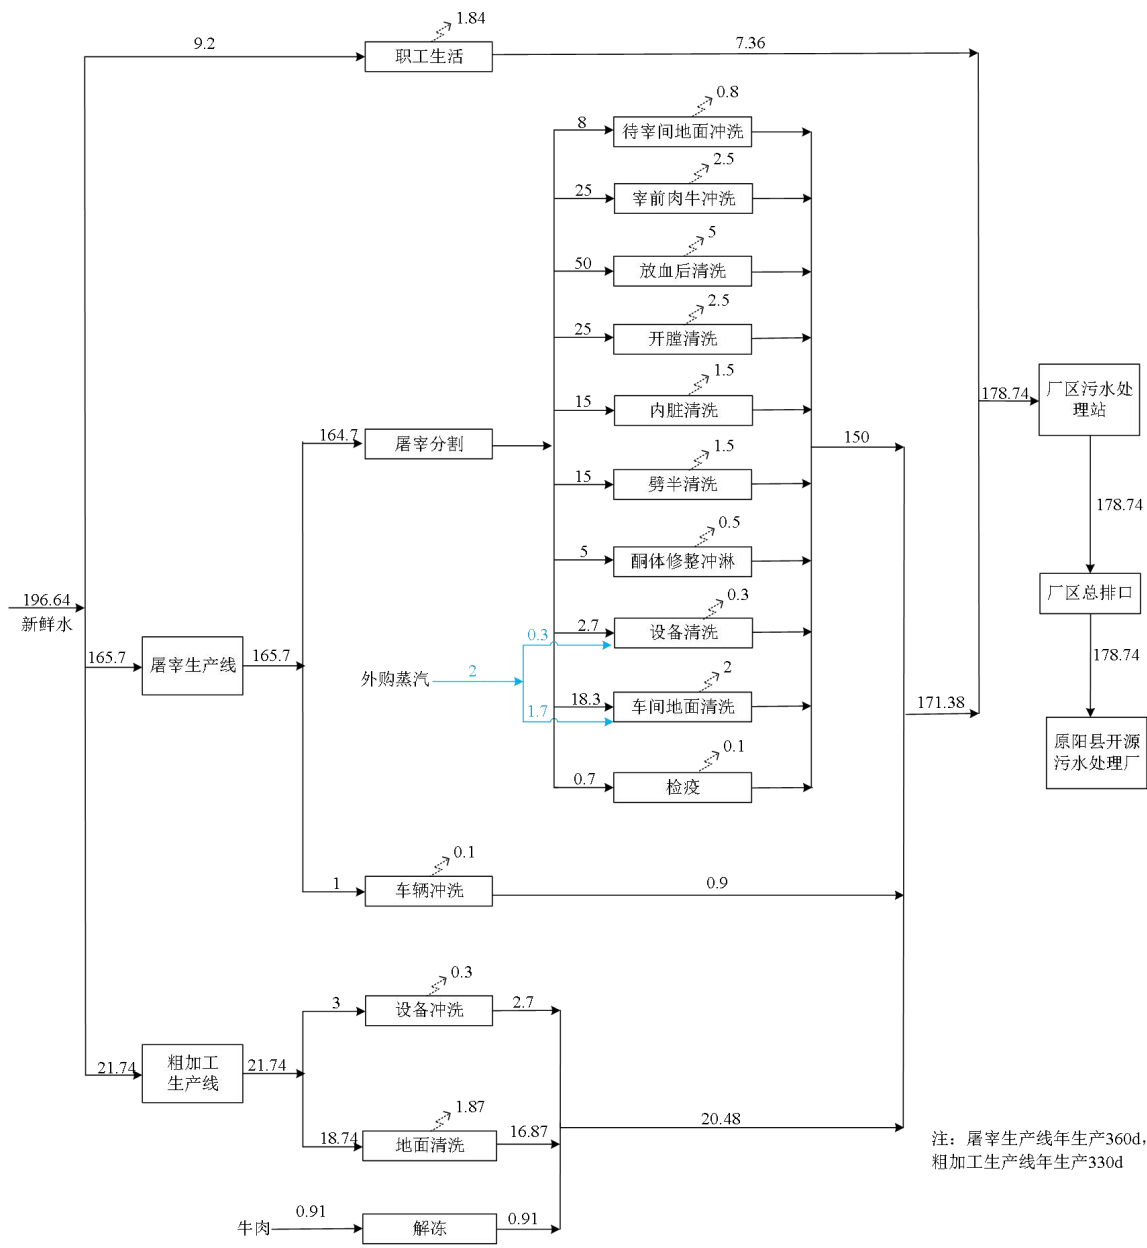 1.84
9.2
职工生活
7.36
0.8
8
待宰间地面冲洗
2.5
25
宰前肉牛冲洗
5
50
放血后清洗
2.5
25
开膛清洗
1.5
15
内脏清洗
178.74
厂区污水处
理站
164.7
屠宰分割
150
1.5
15
劈半清洗
178.74
0.5
5
酮体修整冲淋
厂区总排口
196.64
新鲜水
0.3
2.7
设备清洗
0.3
165.7
屠宰生产线
165.7
178.74
外购蒸汽
2
2
18.3
车间地面清洗
1.7
171.38
原阳县开源
污水处理厂
0.1
0.7
检疫
0.1
1
车辆冲洗
0.9
0.3
3
设备冲洗
2.7
21.74
粗加工
生产线
21.74
1.87
18.74
地面清洗
16.87
20.48
注：屠宰生产线年生产360d，
粗加工生产线年生产330d
牛肉
0.91
解冻
0.91